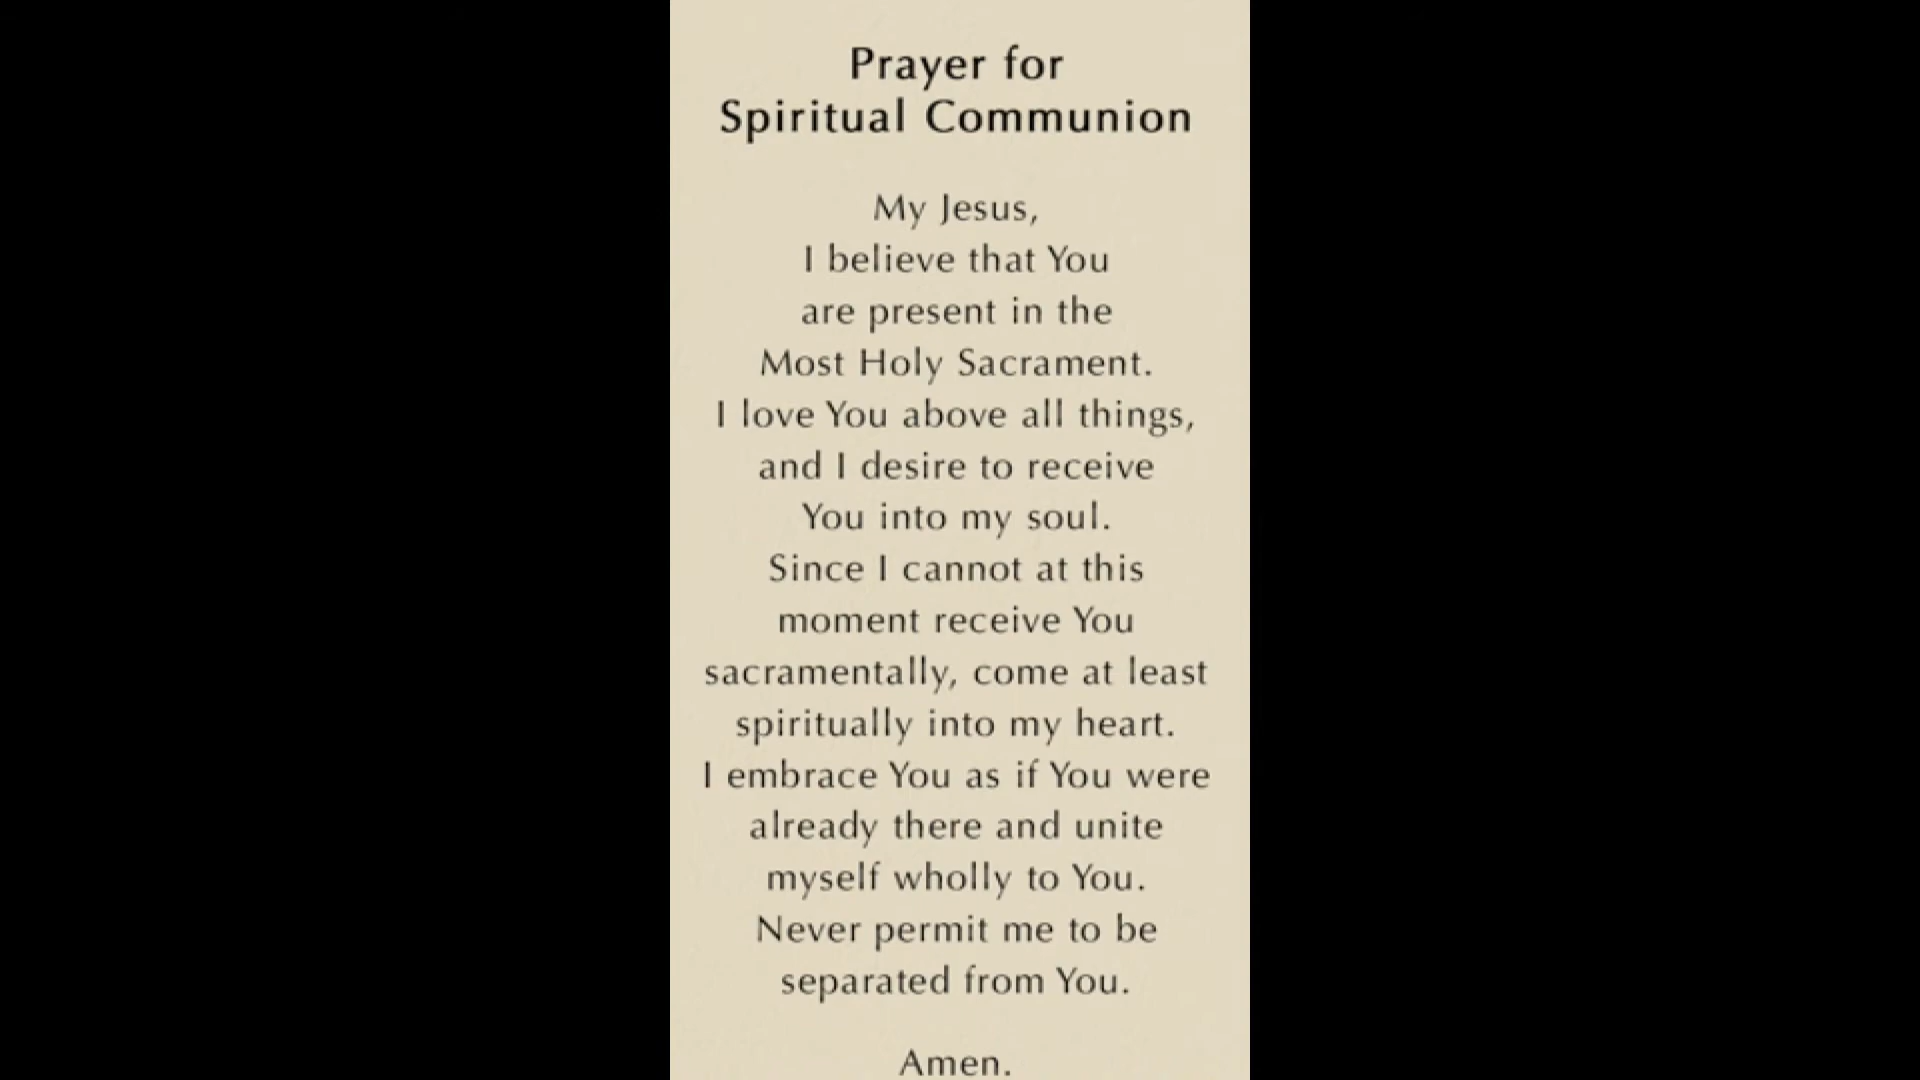 Prayer for
Spiritual Communion
My Jesus,
I believe that You
are present in the
Most Holy Sacrament.
I love You above all things,
and I desire to receive
You into my soul.
Since I cannot at this
moment receive You
sacramentally, come at least
spiritually into my heart.
I embrace You as if You were
already there and unite
myself wholly to You.
Never permit me to be
separated from You.
Amen.